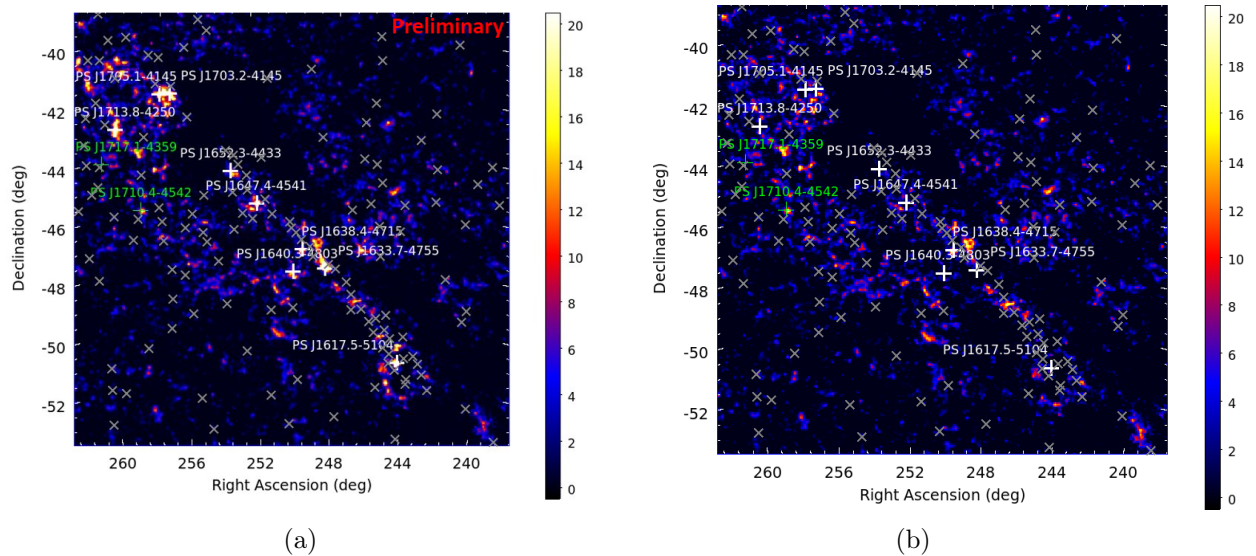 Preliminary
PS J1705.1-4145 PS J1703.2-4145
PS J1713.8-4250
PS J1717.1-4359
PS J1652.3-4433
PS J1710.4-4542
PS J1647.4-4541
PS J1638.4-4715
PS J1640.3-4803 PS J1633.7-4755
PS J1617.5-5104
-40
-42
-44
-46
-48
-50
-52
260 256 252 248 244 240
Declination (deg)
Right Ascension (deg)
20
18
16
14
12
10
8
6
4
2
0
(a)
PS J1705.1-4145 PS J1703.2-4145
PS J1713.8-4250
PS J1717.1-4359
PS J1652.3-4433
PS J1710.4-4542
PS J1647.4-4541
PS J1638.4-4715
PS J1640.3-4803 PS J1633.7-4755
PS J1617.5-5104
-40
-42
-44
-46
-48
-50
-52
260 256 252 248 244 240
Declination (deg)
Right Ascension (deg)
20
18
16
14
12
10
8
6
4
2
0
(b)